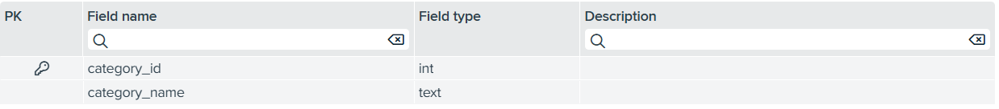 PK Field name Field type Description
category_id int
category_name text